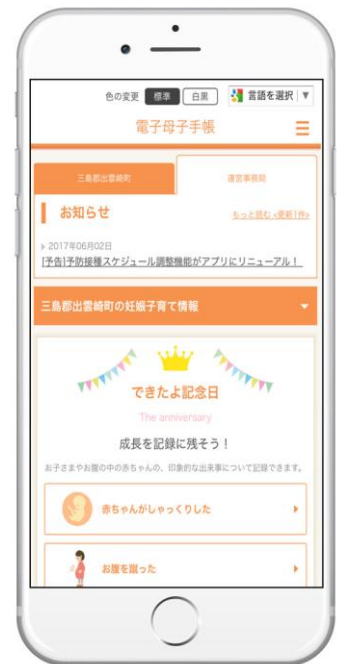 色の変更 標準 白黒 言語を選択 ▼
電子母子手帳
三島郡出雲崎町 運営事務局
お知らせ もっと読む <更新1件>
2017年06月02日
[予告]予防接種スケジュール調整機能がアプリにリニューアル！
三島郡出雲崎町の妊娠子育て情報
できたよ記念日
The anniversary
成長を記録に残そう！
お子さまやお腹の中の赤ちゃんの、印象的な出来事について記録できます。
赤ちゃんがしゃっくりした
お腹を蹴った